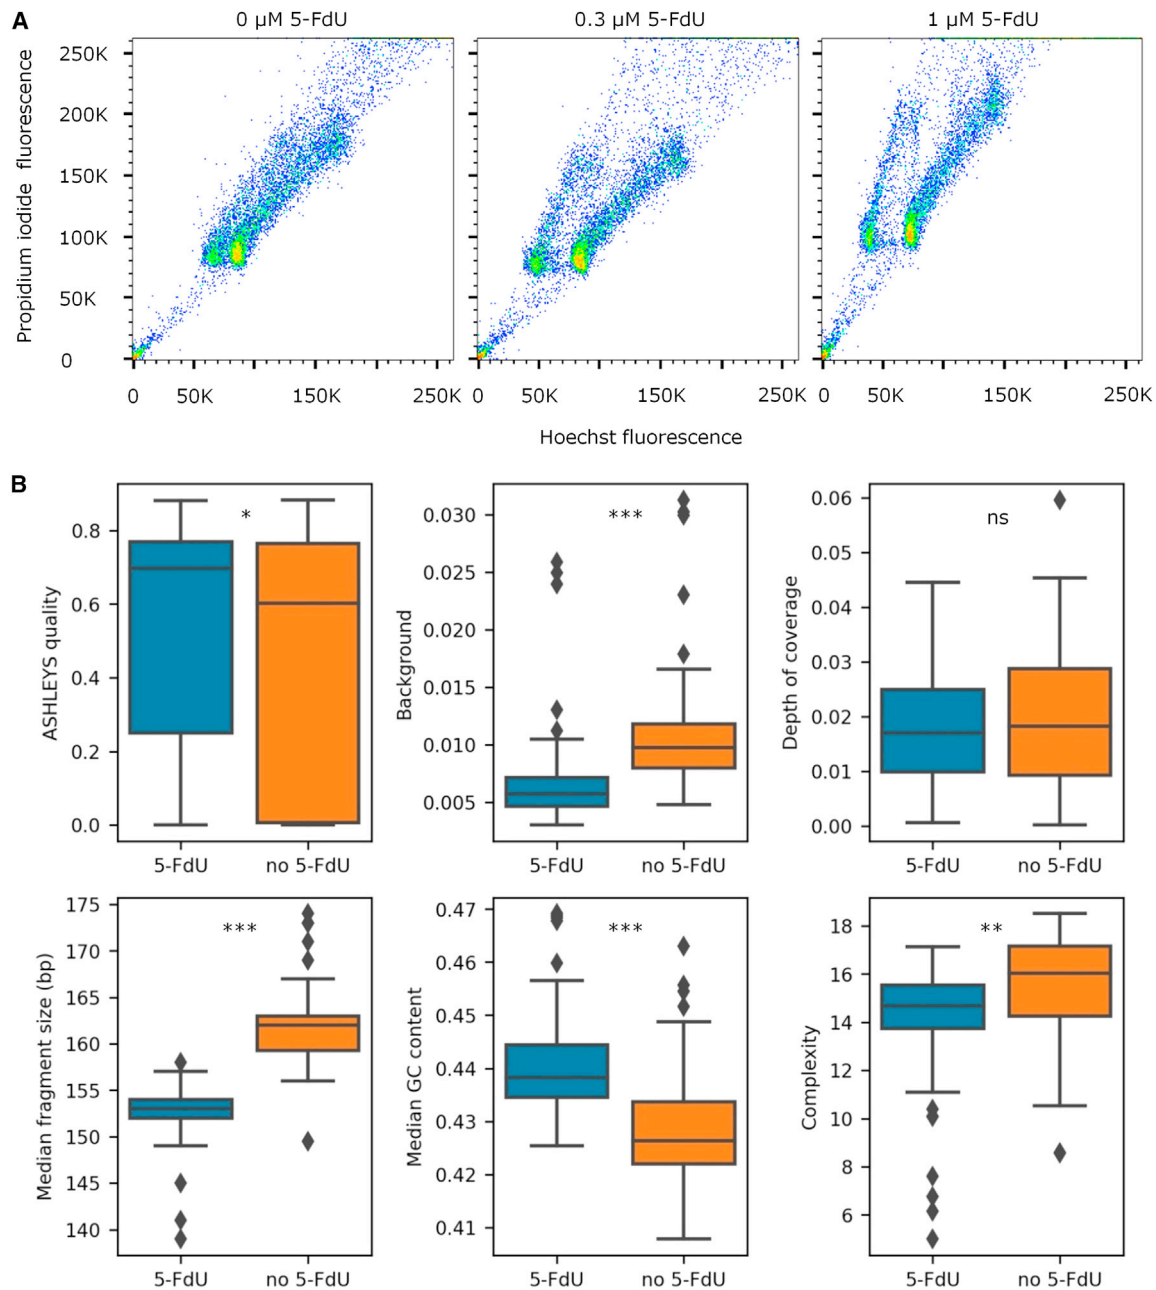 A
0 µM 5-FdU 0.3 µM 5-FdU 1 µM 5-FdU
Propidium iodide fluorescence
250K
200K
150K
100K
50K
0
0 50K 150K 250K 0 50K 150K 250K 0 50K 150K 250K
Hoechst fluorescence
B
ASHLEYS quality
0.8
0.6
0.4
0.2
0.0
*
5-FdU no 5-FdU
Background
0.030
0.025
0.020
0.015
0.010
0.005
***
5-FdU no 5-FdU
Depth of coverage
0.06
0.05
0.04
0.03
0.02
0.01
0.00
ns
5-FdU no 5-FdU
Median fragment size (bp)
175
170
165
160
155
150
145
140
***
5-FdU no 5-FdU
Median GC content
0.47
0.46
0.45
0.44
0.43
0.42
0.41
***
5-FdU no 5-FdU
Complexity
18
16
14
12
10
8
6
**
5-FdU no 5-FdU